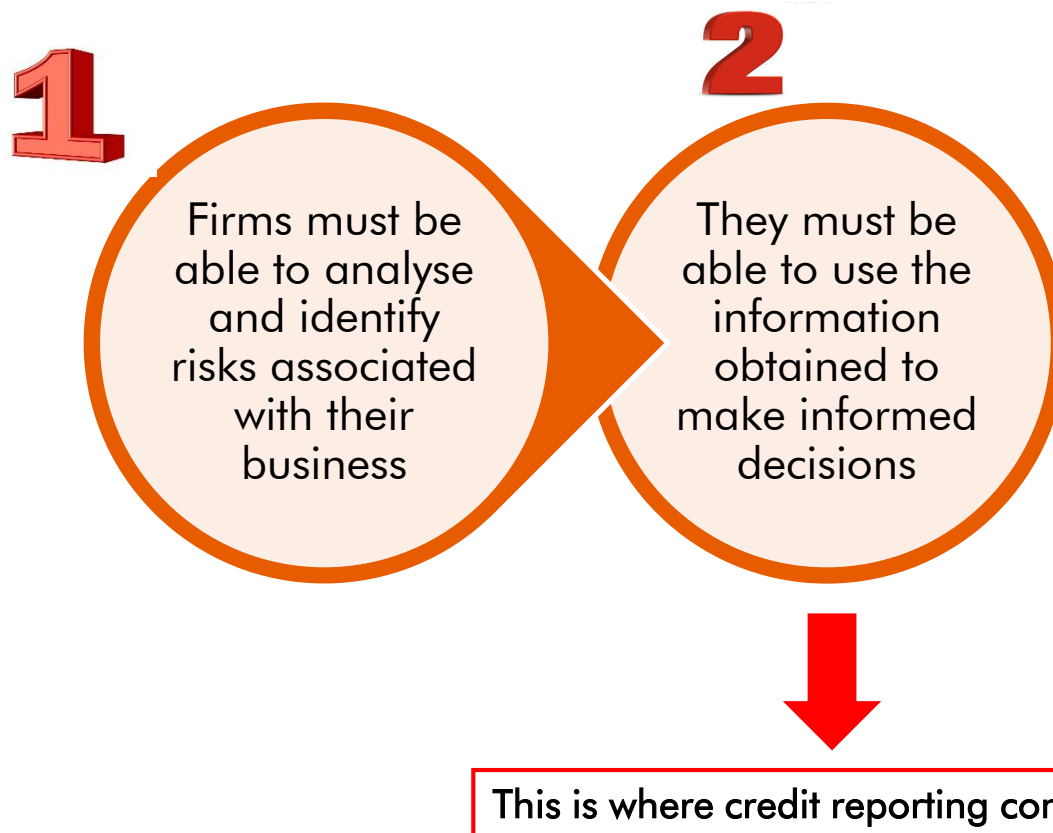 1
2
Firms must be
able to analyse
and identify
risks associated
with their
business
They must be
able to use the
information
obtained to
make informed
decisions
This is where credit reporting